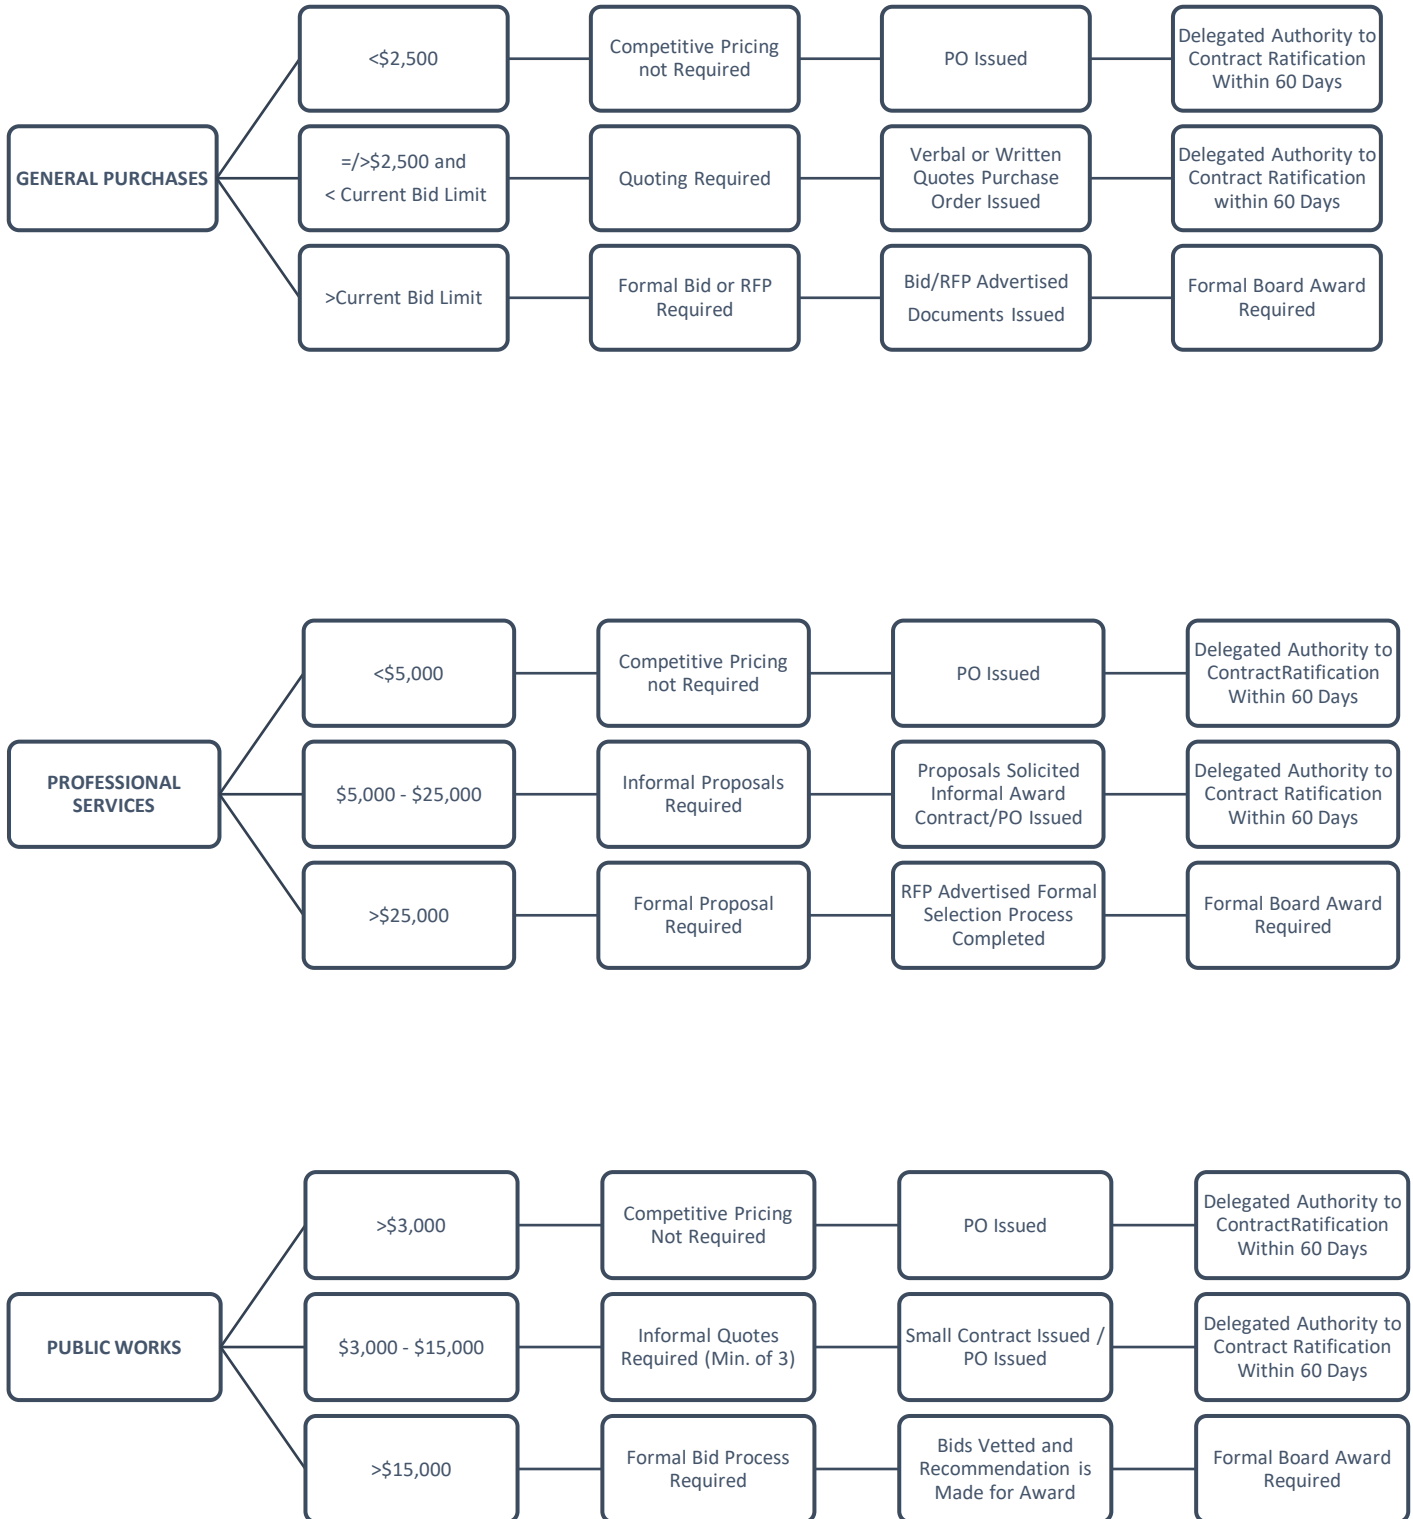 GENERAL PURCHASES
<$2,500
Competitive Pricing
not Required
PO Issued
Delegated Authority to
Contract Ratification
Within 60 Days
=/>$2,500 and
< Current Bid Limit
Quoting Required
Verbal or Written
Quotes Purchase
Order Issued
Delegated Authority to
Contract Ratification
within 60 Days
>Current Bid Limit
Formal Bid or RFP
Required
Bid/RFP Advertised
Documents Issued
Formal Board Award
Required
PROFESSIONAL
SERVICES
<$5,000
Competitive Pricing
not Required
PO Issued
Delegated Authority to
ContractRatification
Within 60 Days
$5,000 - $25,000
Informal Proposals
Required
Proposals Solicited
Informal Award
Contract/PO Issued
Delegated Authority to
Contract Ratification
Within 60 Days
>$25,000
Formal Proposal
Required
RFP Advertised Formal
Selection Process
Completed
Formal Board Award
Required
PUBLIC WORKS
>$3,000
Competitive Pricing
Not Required
PO Issued
Delegated Authority to
ContractRatification
Within 60 Days
$3,000 - $15,000
Informal Quotes
Required (Min. of 3)
Small Contract Issued /
PO Issued
Delegated Authority to
Contract Ratification
Within 60 Days
>$15,000
Formal Bid Process
Required
Bids Vetted and
Recommendation is
Made for Award
Formal Board Award
Required